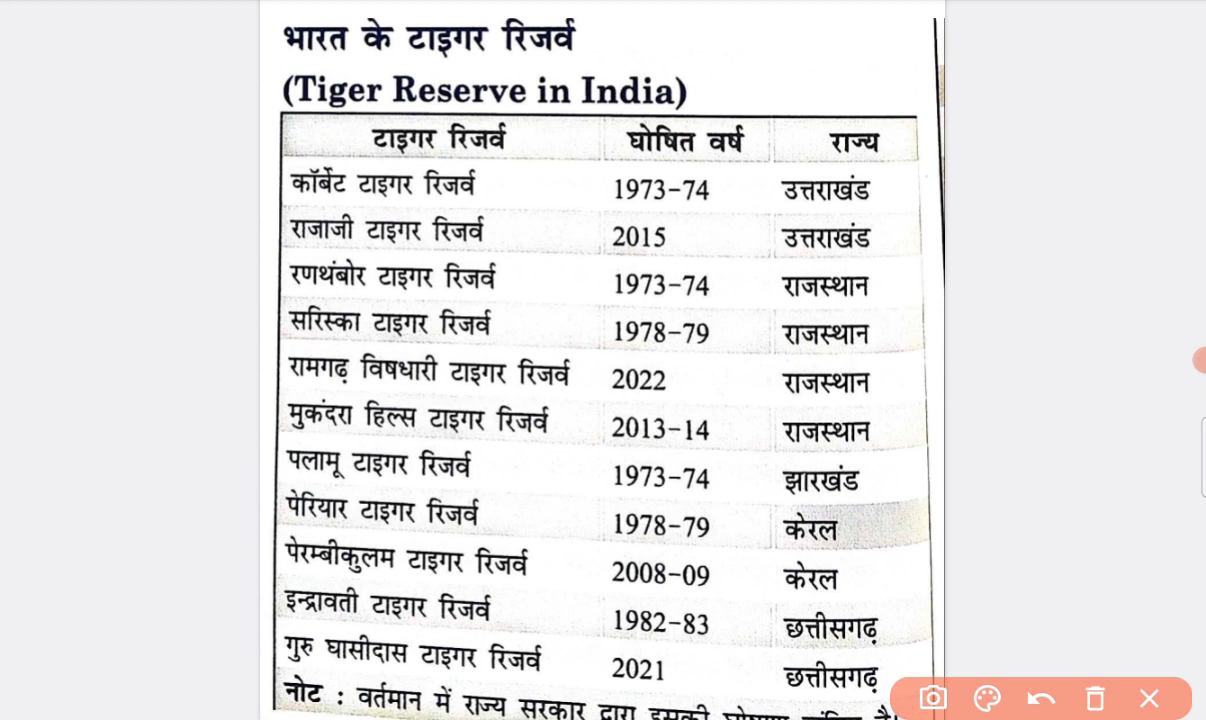 भारत के टाइगर रिजर्व
(Tiger Reserve in India)
टाइगर रिजर्व घोषित वर्ष राज्य
कॉर्बेट टाइगर रिजर्व 1973-74 उत्तराखंड
राजाजी टाइगर रिजर्व 2015 उत्तराखंड
रणथंबोर टाइगर रिजर्व 1973-74 राजस्थान
सरिस्का टाइगर रिजर्व 1978-79 राजस्थान
रामगढ़ विषधारी टाइगर रिजर्व 2022 राजस्थान
मुकंदरा हिल्स टाइगर रिजर्व 2013-14 राजस्थान
पलामू टाइगर रिजर्व 1973-74 झारखंड
पेरियार टाइगर रिजर्व 1978-79 केरल
पेरम्बीकुलम टाइगर रिजर्व 2008-09 केरल
इन्द्रावती टाइगर रिजर्व 1982-83 छत्तीसगढ़
गुरु घासीदास टाइगर रिजर्व 2021 छत्तीसगढ़
नोट : वर्तमान में राज्य सरकार द्वारा इसकी